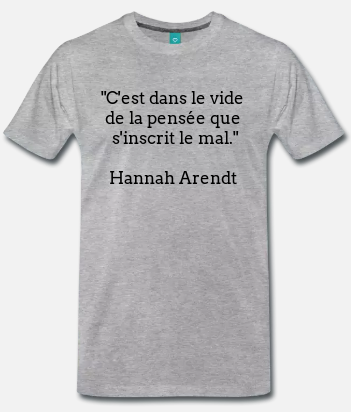 "C'est dans le vide
de la pensée que
s'inscrit le mal."
Hannah Arendt